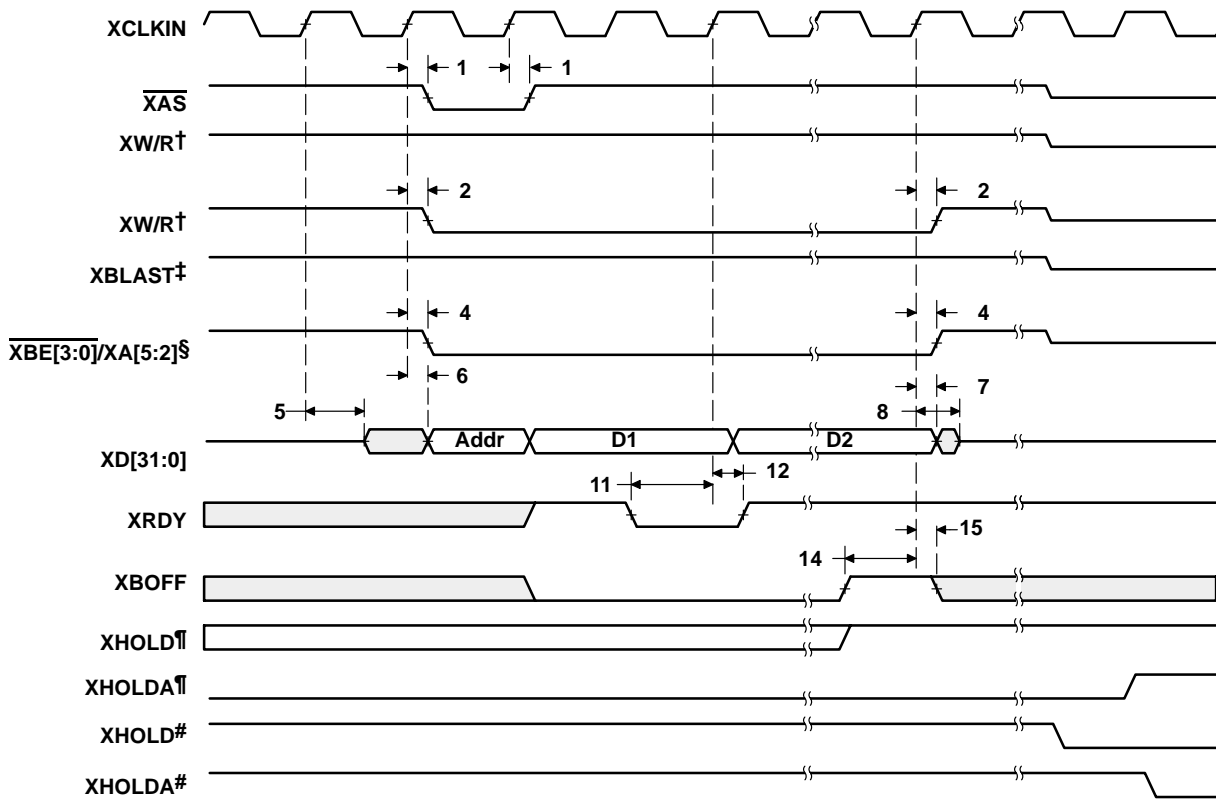 XCLKIN
1 1
XAS
XW/R†
2 2
XW/R†
XBLAST‡
4 4
XBE[3:0]/XA[5:2]§
6 7
5 8
Addr D1 D2
XD[31:0]
11 12
XRDY
15
14
XBOFF
XHOLD¶
XHOLDA¶
XHOLD#
XHOLDA#